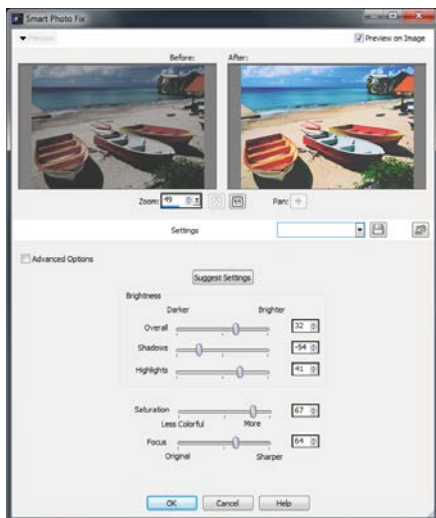 Smart Photo Fix
Preview
Preview on Image
Before: After:
Zoom: 49 Pan:
Settings
Advanced Options
Suggest Settings
Brightness
Darker Brighter
Overall 32
Shadows -54
Highlights 41
Saturation 67
Less Colorful More
Focus 64
Original Sharper
OK Cancel Help